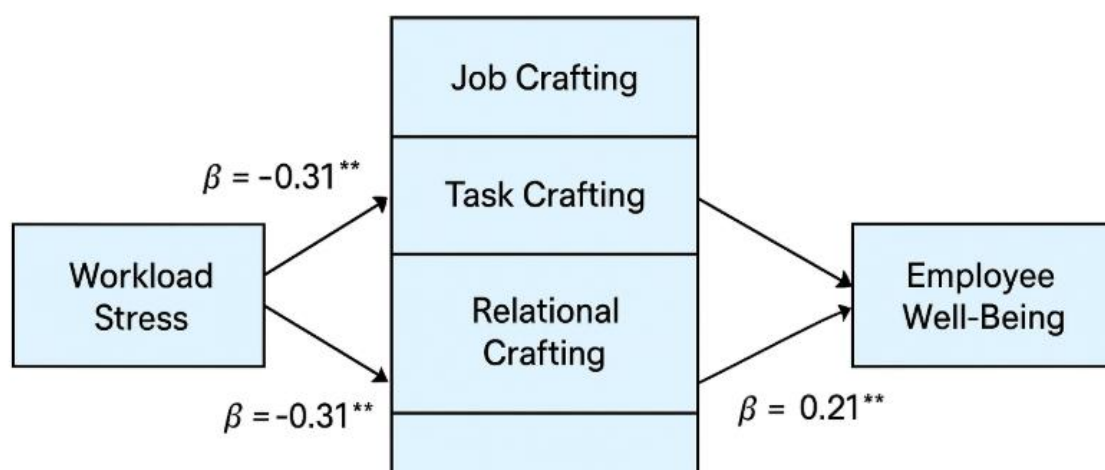 Job Crafting
β = -0.31**
Task Crafting
Workload
Stress
Employee
Well-Being
Relational
Crafting
β = -0.31**
β = 0.21**